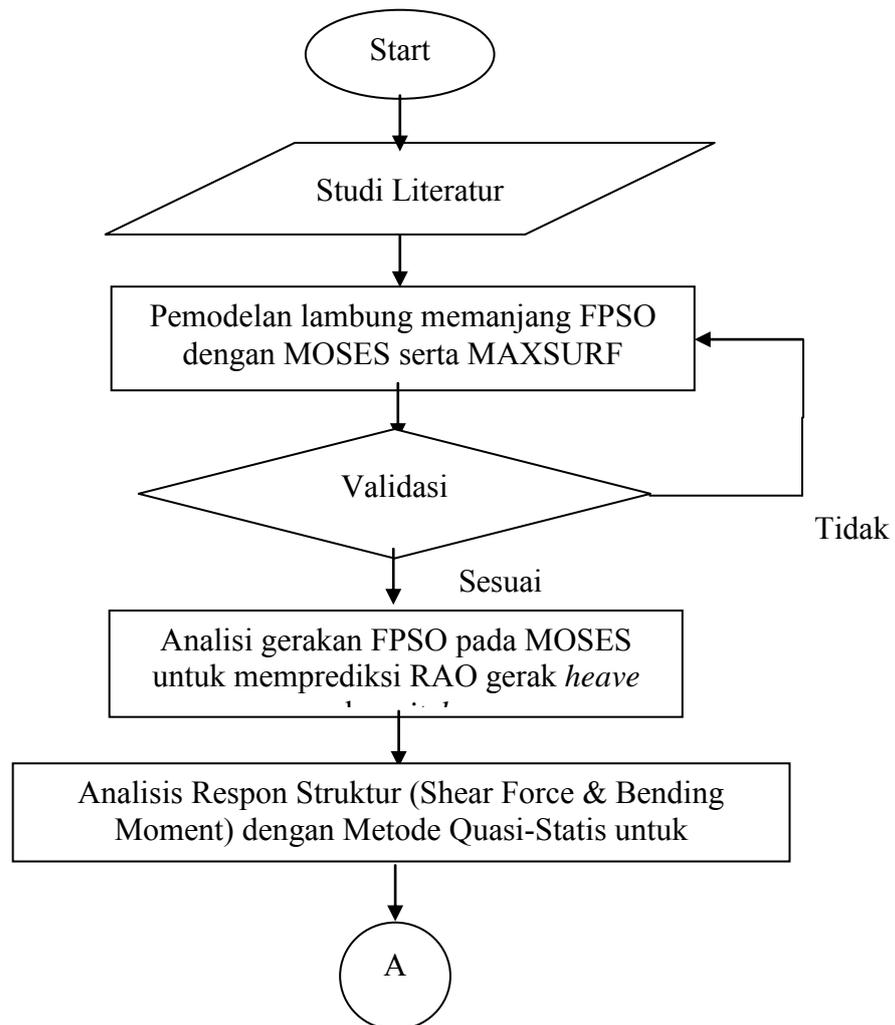 Start
Studi Literatur
Pemodelan lambung memanjang FPSO
dengan MOSES serta MAXSURF
Validasi
Tidak
Sesuai
Analisi gerakan FPSO pada MOSES
untuk memprediksi RAO gerak heave
Analisis Respon Struktur (Shear Force & Bending
Moment) dengan Metode Quasi-Statis untuk
A